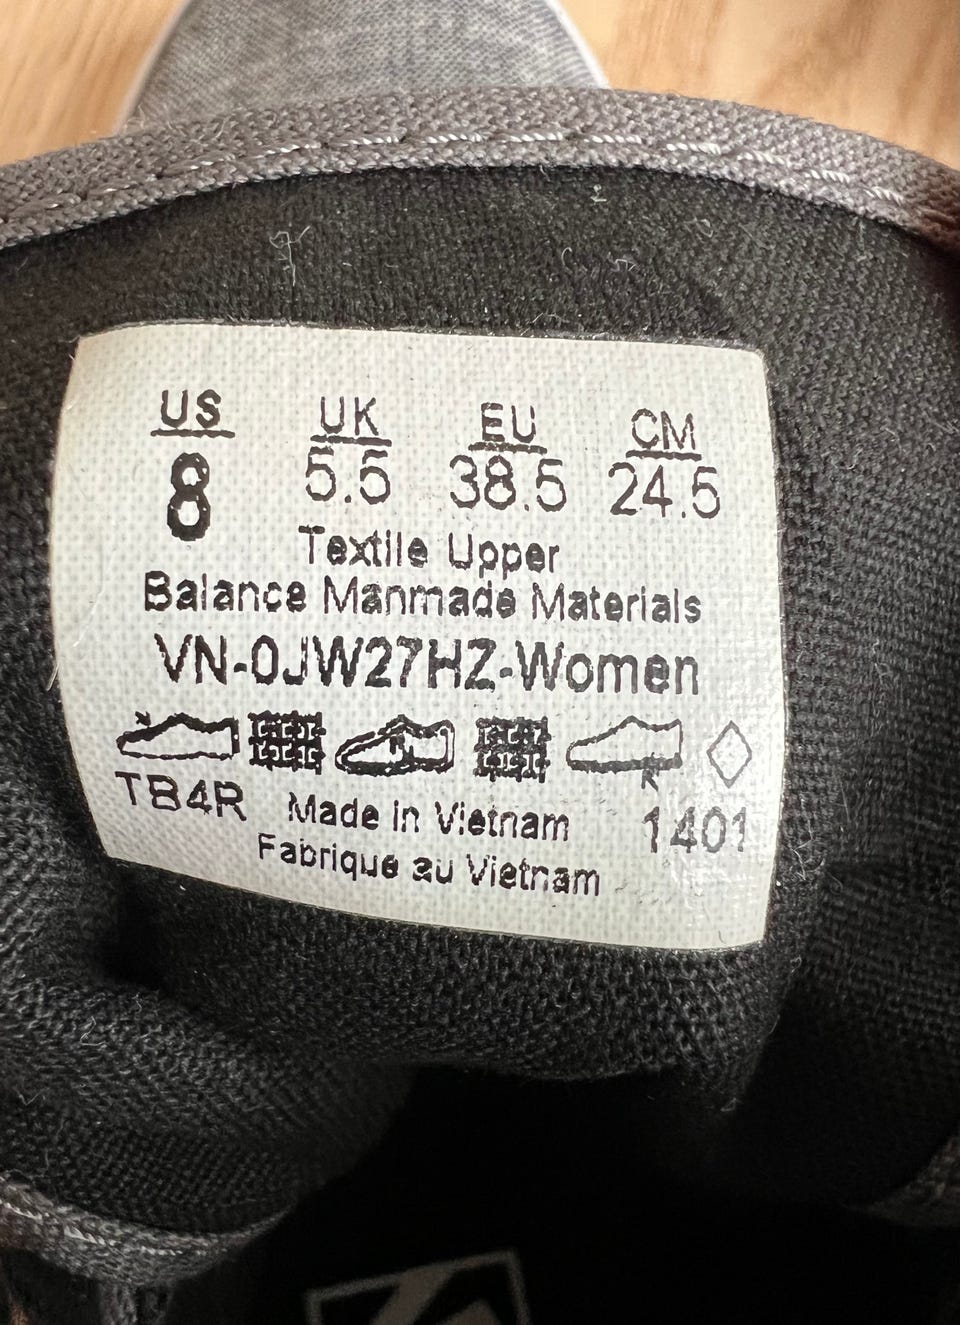 US UK EU CM
8 5.5 38.5 24.5
Textile Upper
Balance Manmade Materials
VN-0JW27HZ-Women
TB4R Made in Vietnam 1401
Fabrique au Vietnam